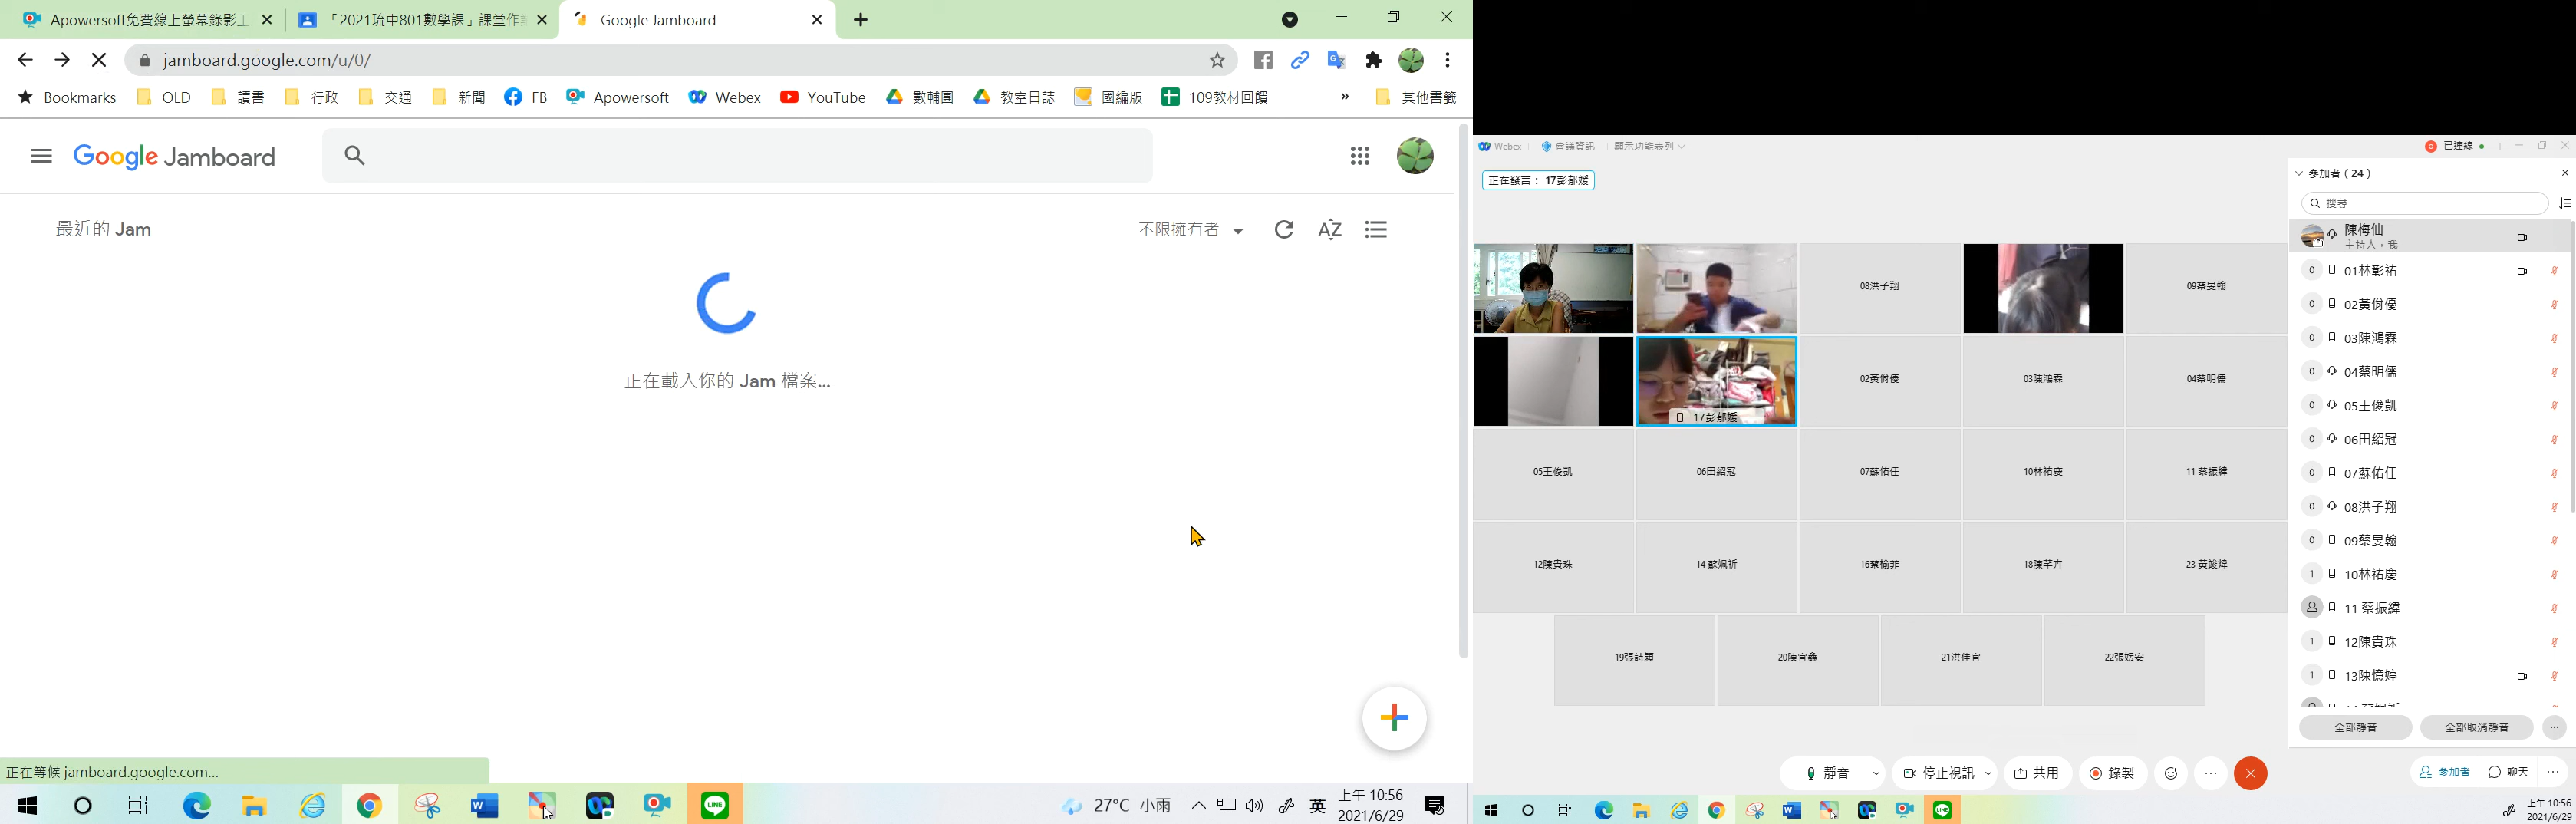 Apowersoft免費線上螢幕錄影工
「2021琉中801數學課」課堂作業
Google Jamboard
jamboard.google.com/u/0/
Bookmarks
OLD
讀書
行政
交通
新聞
FB
Apowersoft
Webex
YouTube
數輔團
教室日誌
國編版
109教材回饋
»
其他書籤
Google Jamboard
最近的 Jam
不限擁有者
正在載入你的 Jam 檔案...
正在等候 jamboard.google.com...
27°C 小雨
英
上午 10:56
2021/6/29
Webex
會議資訊
顯示功能表列
已連線
正在發言： 17彭郁媛
08洪子翔
09蔡旻翰
17彭郁媛
02黃佾優
03陳鴻霖
04蔡明儒
05王俊凱
06田紹冠
07蘇佑任
10林祐慶
11 蔡振緯
12陳貴珠
14 蘇姵祈
16蔡榆菲
18陳芊卉
23 黃竣煒
19張詩穎
20陳宜鑫
21洪佳宜
22張妘安
參加者 ( 24 )
搜尋
陳梅仙
主持人，我
01林彰祐
02黃佾優
03陳鴻霖
04蔡明儒
05王俊凱
06田紹冠
07蘇佑任
08洪子翔
09蔡旻翰
10林祐慶
11 蔡振緯
12陳貴珠
13陳憶婷
全部靜音
全部取消靜音
靜音
停止視訊
共用
錄製
參加者
聊天
上午 10:56
2021/6/29